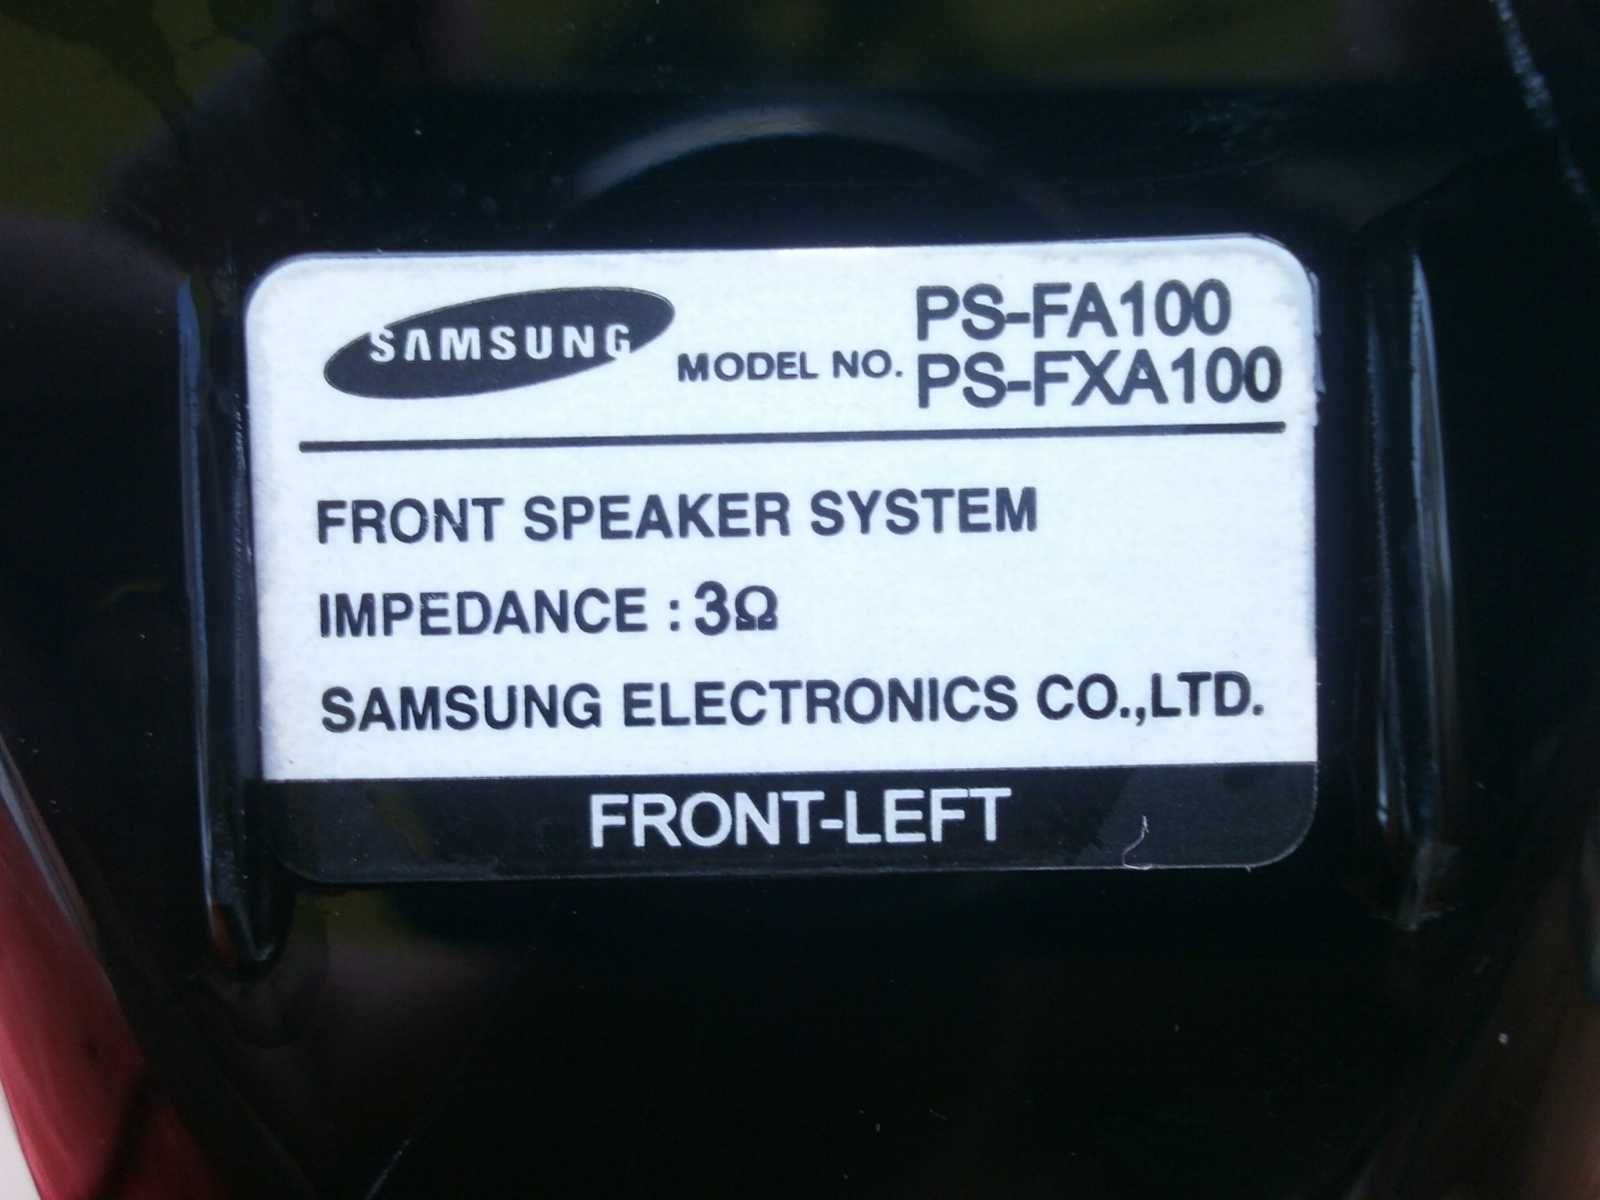 SAMSUNG
MODEL NO. PS-FA100
PS-FXA100
FRONT SPEAKER SYSTEM
IMPEDANCE : 3Ω
SAMSUNG ELECTRONICS CO.,LTD.
FRONT-LEFT